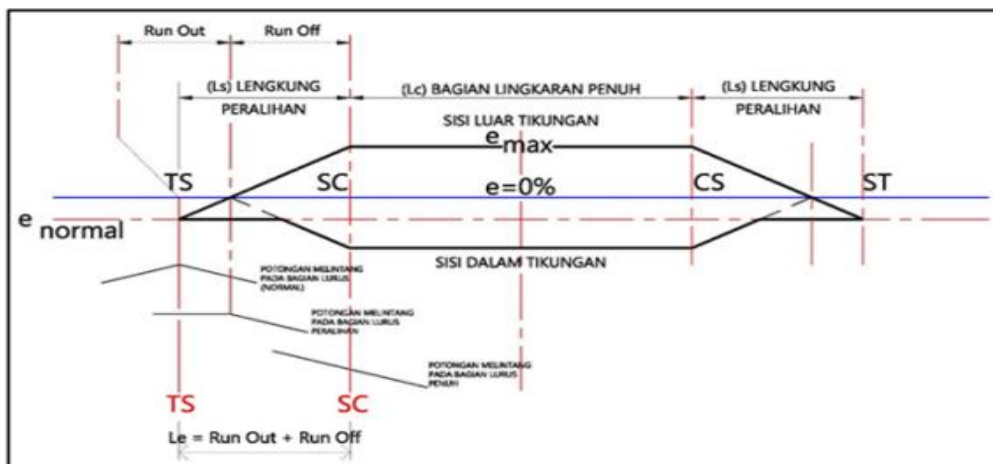 Run Out
Run Off
(Ls) LENGKUNG
PERALIHAN
(Lc) BAGIAN LINGKARAN PENUH
(Ls) LENGKUNG
PERALIHAN
SISI LUAR TIKUNGAN
e max
TS
SC
e=0%
CS
ST
e normal
SISI DALAM TIKUNGAN
POTONGAN MELINTANG
PADA BAGIAN LURUS
(NORMAL)
POTONGAN MELINTANG
PADA BAGIAN LURUS
PERALIHAN
POTONGAN MELINTANG
PADA BAGIAN LURUS
PENUH
TS
SC
Le = Run Out + Run Off